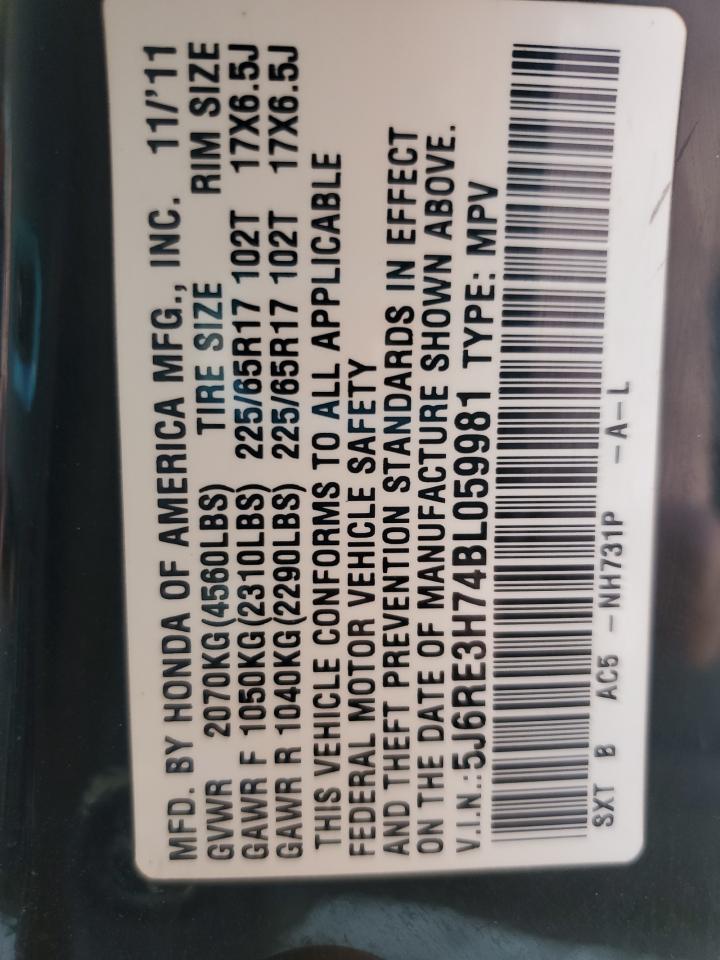 MFD. BY HONDA OF AMERICA MFG., INC. 11/'11
GVWR 2070KG(4560LBS) TIRE SIZE RIM SIZE
GAWR F 1050KG(2310LBS) 225/65R17 102T 17X6.5J
GAWR R 1040KG(2290LBS) 225/65R17 102T 17X6.5J
THIS VEHICLE CONFORMS TO ALL APPLICABLE
FEDERAL MOTOR VEHICLE SAFETY
AND THEFT PREVENTION STANDARDS IN EFFECT
ON THE DATE OF MANUFACTURE SHOWN ABOVE.
V.I.N.:5J6RE3H74BL059981 TYPE: MPV
SXT B AC5 -NH731P -A-L